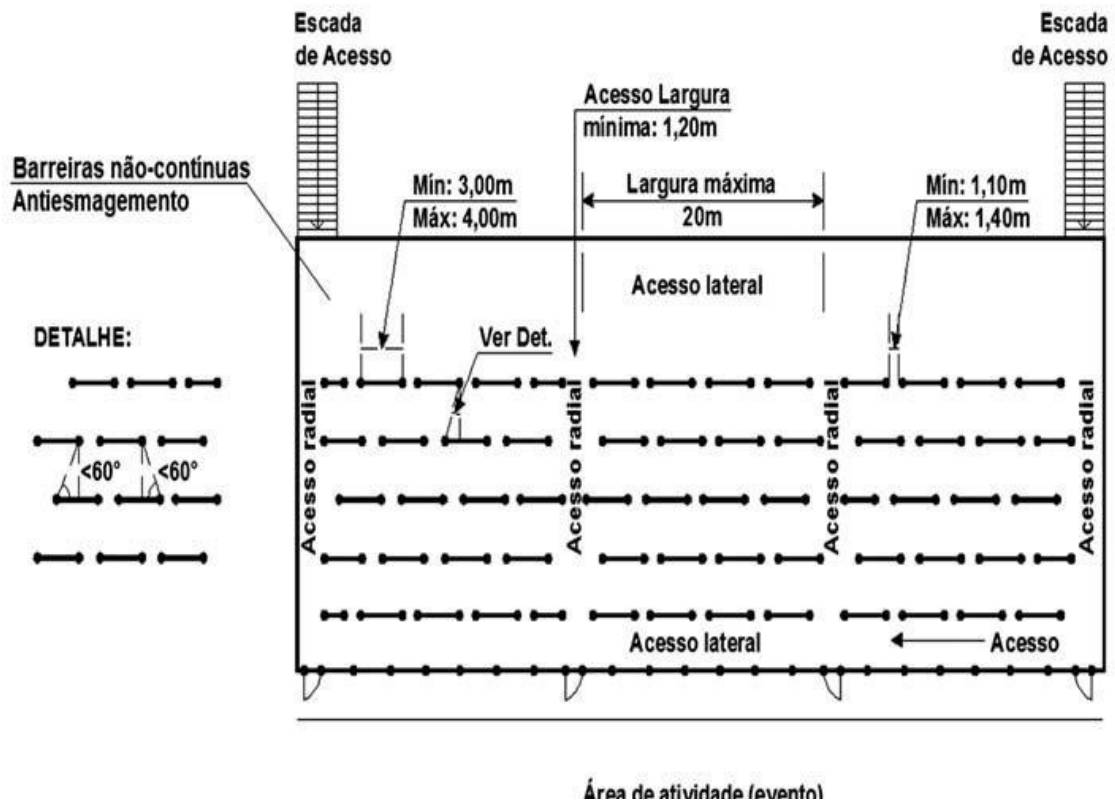 Escada
de Acesso
Escada
de Acesso
Acesso Largura
mínima: 1,20m
Barreiras não-contínuas
Antiesmagemento
Mín: 3,00m
Máx: 4,00m
Largura máxima
20m
Mín: 1,10m
Máx: 1,40m
Acesso lateral
DETALHE:
Ver Det.
<60°
<60°
Acesso radial
Acesso radial
Acesso radial
Acesso radial
Acesso lateral
Acesso
Área de atividade (evento)